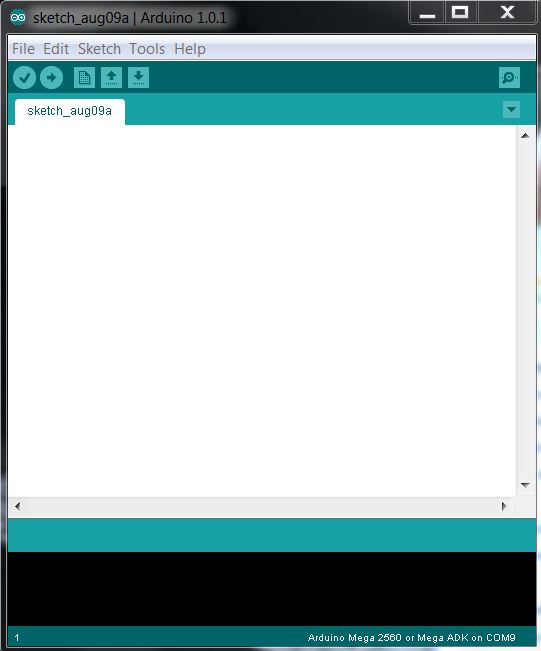 sketch_aug09a | Arduino 1.0.1
File Edit Sketch Tools Help
sketch_aug09a
1 Arduino Mega 2560 or Mega ADK on COM9